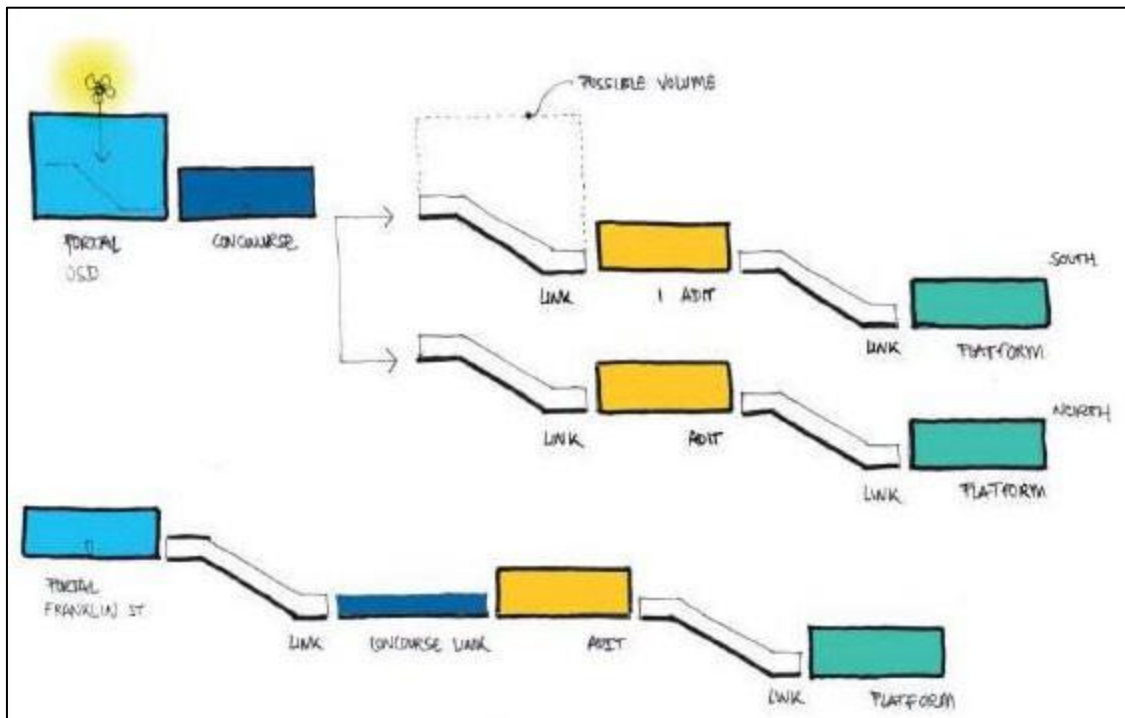 POSSIBLE VOLUME
PORTAL
OSD
CONCOURSE
LINK
1 ADIT
SOUTH
LINK
PLATFORM
LINK
ADIT
NORTH
LINK
PLATFORM
PORTAL
FRANKLIN ST
LINK
CONCOURSE LINK
ADIT
LINK
PLATFORM